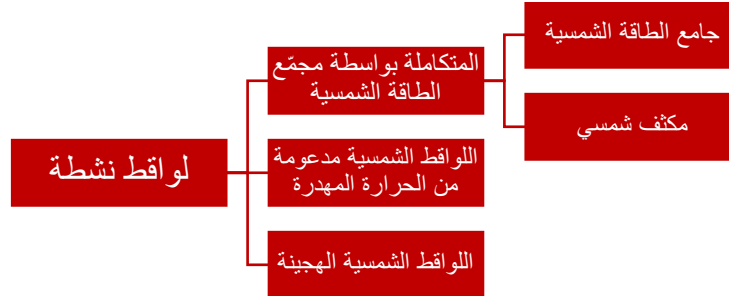 لواقط نشطة
المتكاملة بواسطة مجمّع
الطاقة الشمسية
جامع الطاقة الشمسية
مكثف شمسي
اللواقط الشمسية مدعومة
من الحرارة المهدرة
اللواقط الشمسية الهجينة